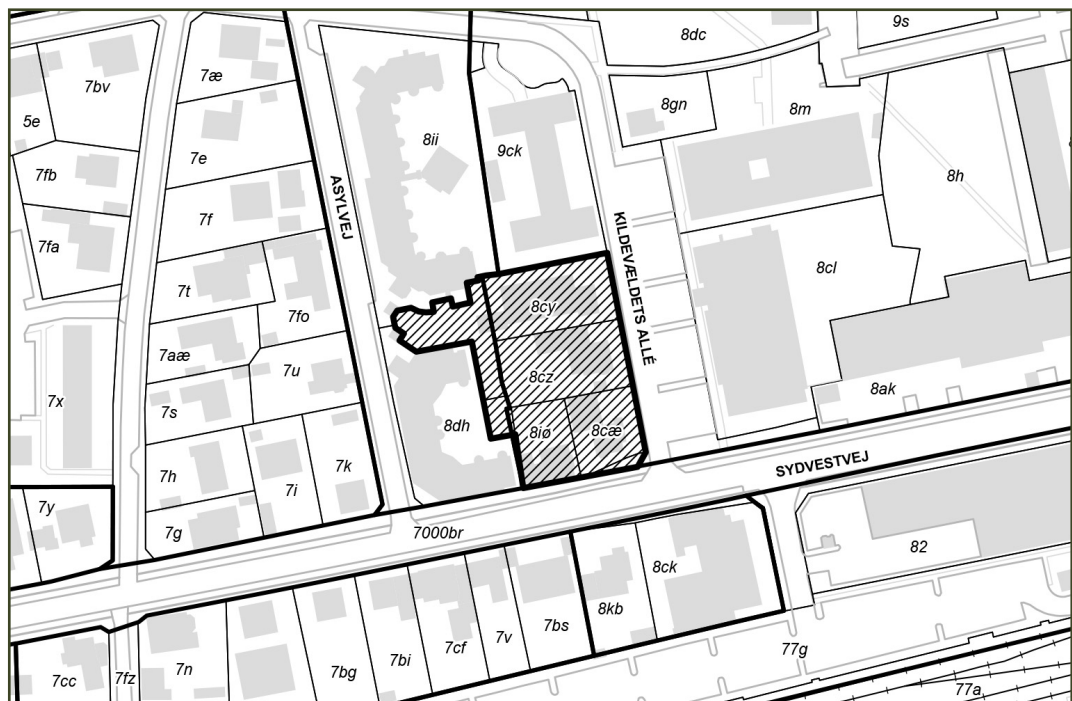 9s
8dc
7bv
7æ
8gn
8m
5e
8ii
9ck
7e
7fb
8h
ASYLVEJ
7f
7fa
KILDEVÆLDETS ALLÉ
7t
8cl
8cy
7fo
7aæ
7u
8cz
7x
7s
8ak
8dh
8iø
8cæ
7h
7k
SYDVESTVEJ
7i
7y
7g
7000br
82
8ck
8kb
7bs
7v
7cf
7bi
7bg
77g
7n
7fz
7cc
77a